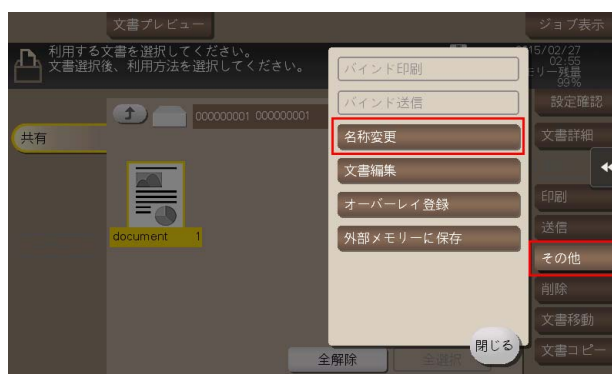 文書プレビュー
ジョブ表示
利用する文書を選択してください。
文書選択後、利用方法を選択してください。
15/02/27
02:55
モリー残量
99%
バインド印刷
バインド送信
名称変更
文書編集
オーバーレイ登録
外部メモリーに保存
閉じる
000000001 000000001
共有
document 1
設定確認
文書詳細
印刷
送信
その他
削除
文書移動
文書コピー
全解除
全選択